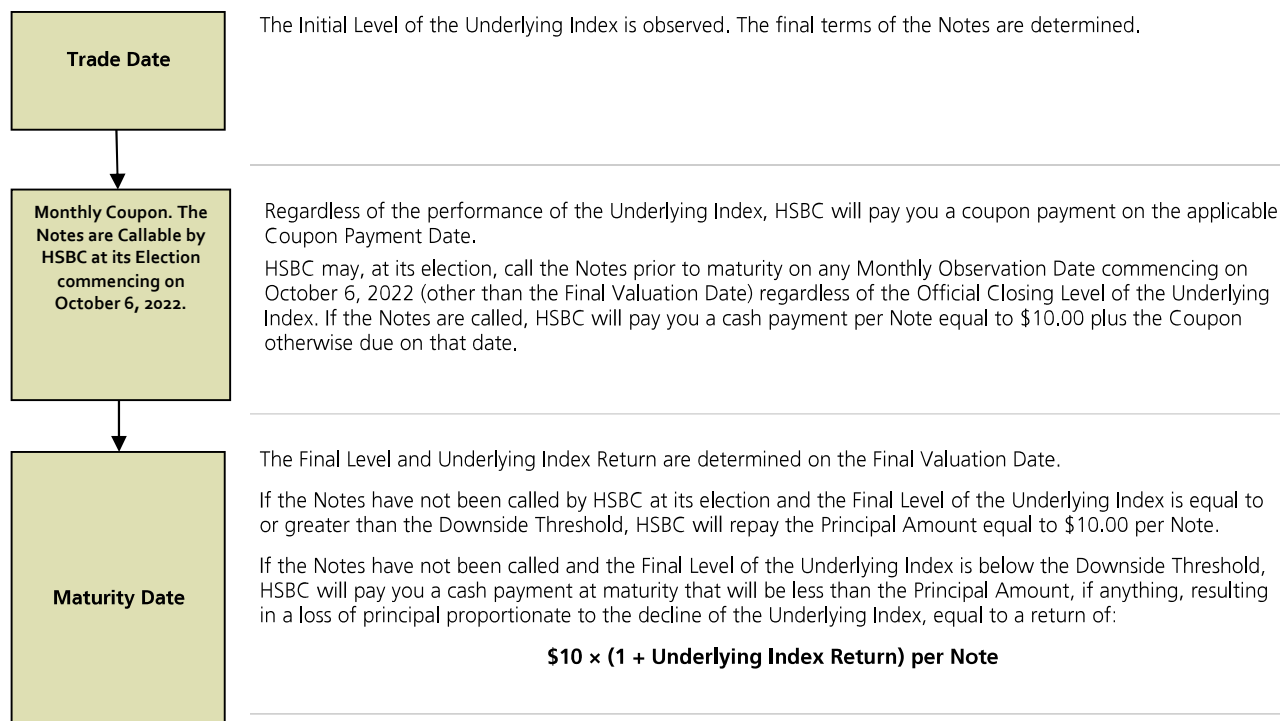 Trade Date
The Initial Level of the Underlying Index is observed. The final terms of the Notes are determined.
Monthly Coupon. The
Notes are Callable by
HSBC at its Election
commencing on
October 6, 2022.
Regardless of the performance of the Underlying Index, HSBC will pay you a coupon payment on the applicable
Coupon Payment Date.
HSBC may, at its election, call the Notes prior to maturity on any Monthly Observation Date commencing on
October 6, 2022 (other than the Final Valuation Date) regardless of the Official Closing Level of the Underlying
Index. If the Notes are called, HSBC will pay you a cash payment per Note equal to $10.00 plus the Coupon
otherwise due on that date.
Maturity Date
The Final Level and Underlying Index Return are determined on the Final Valuation Date.
If the Notes have not been called by HSBC at its election and the Final Level of the Underlying Index is equal to
or greater than the Downside Threshold, HSBC will repay the Principal Amount equal to $10.00 per Note.
If the Notes have not been called and the Final Level of the Underlying Index is below the Downside Threshold,
HSBC will pay you a cash payment at maturity that will be less than the Principal Amount, if anything, resulting
in a loss of principal proportionate to the decline of the Underlying Index, equal to a return of:
$10 × (1 + Underlying Index Return) per Note